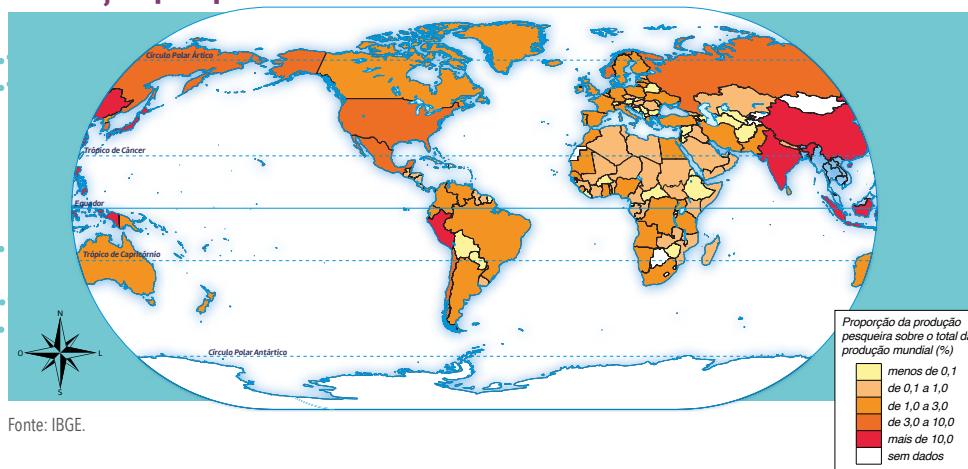 Círculo Polar Ártico
Trópico de Câncer
Equador
Trópico de Capricórnio
Círculo Polar Antártico
N
O
L
S
Proporção da produção
pesqueira sobre o total da
produção mundial (%)
menos de 0,1
de 0,1 a 1,0
de 1,0 a 3,0
de 3,0 a 10,0
mais de 10,0
sem dados
Fonte: IBGE.